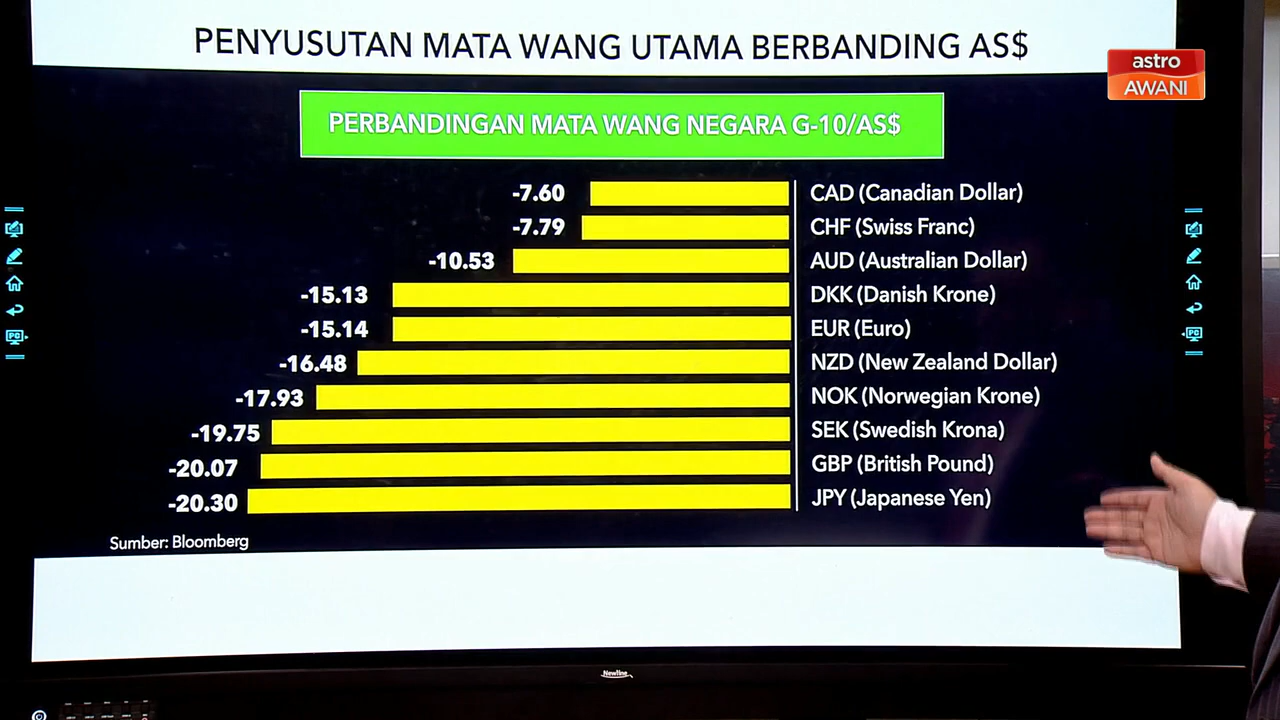 PENYUSUTAN MATA WANG UTAMA BERBANDING AS$
astro
AWANI
PERBANDINGAN MATA WANG NEGARA G-10/AS$
-7.60 CAD (Canadian Dollar)
-7.79 CHF (Swiss Franc)
-10.53 AUD (Australian Dollar)
-15.13 DKK (Danish Krone)
-15.14 EUR (Euro)
-16.48 NZD (New Zealand Dollar)
-17.93 NOK (Norwegian Krone)
-19.75 SEK (Swedish Krona)
-20.07 GBP (British Pound)
-20.30 JPY (Japanese Yen)
Sumber: Bloomberg
PC
PC
Newline